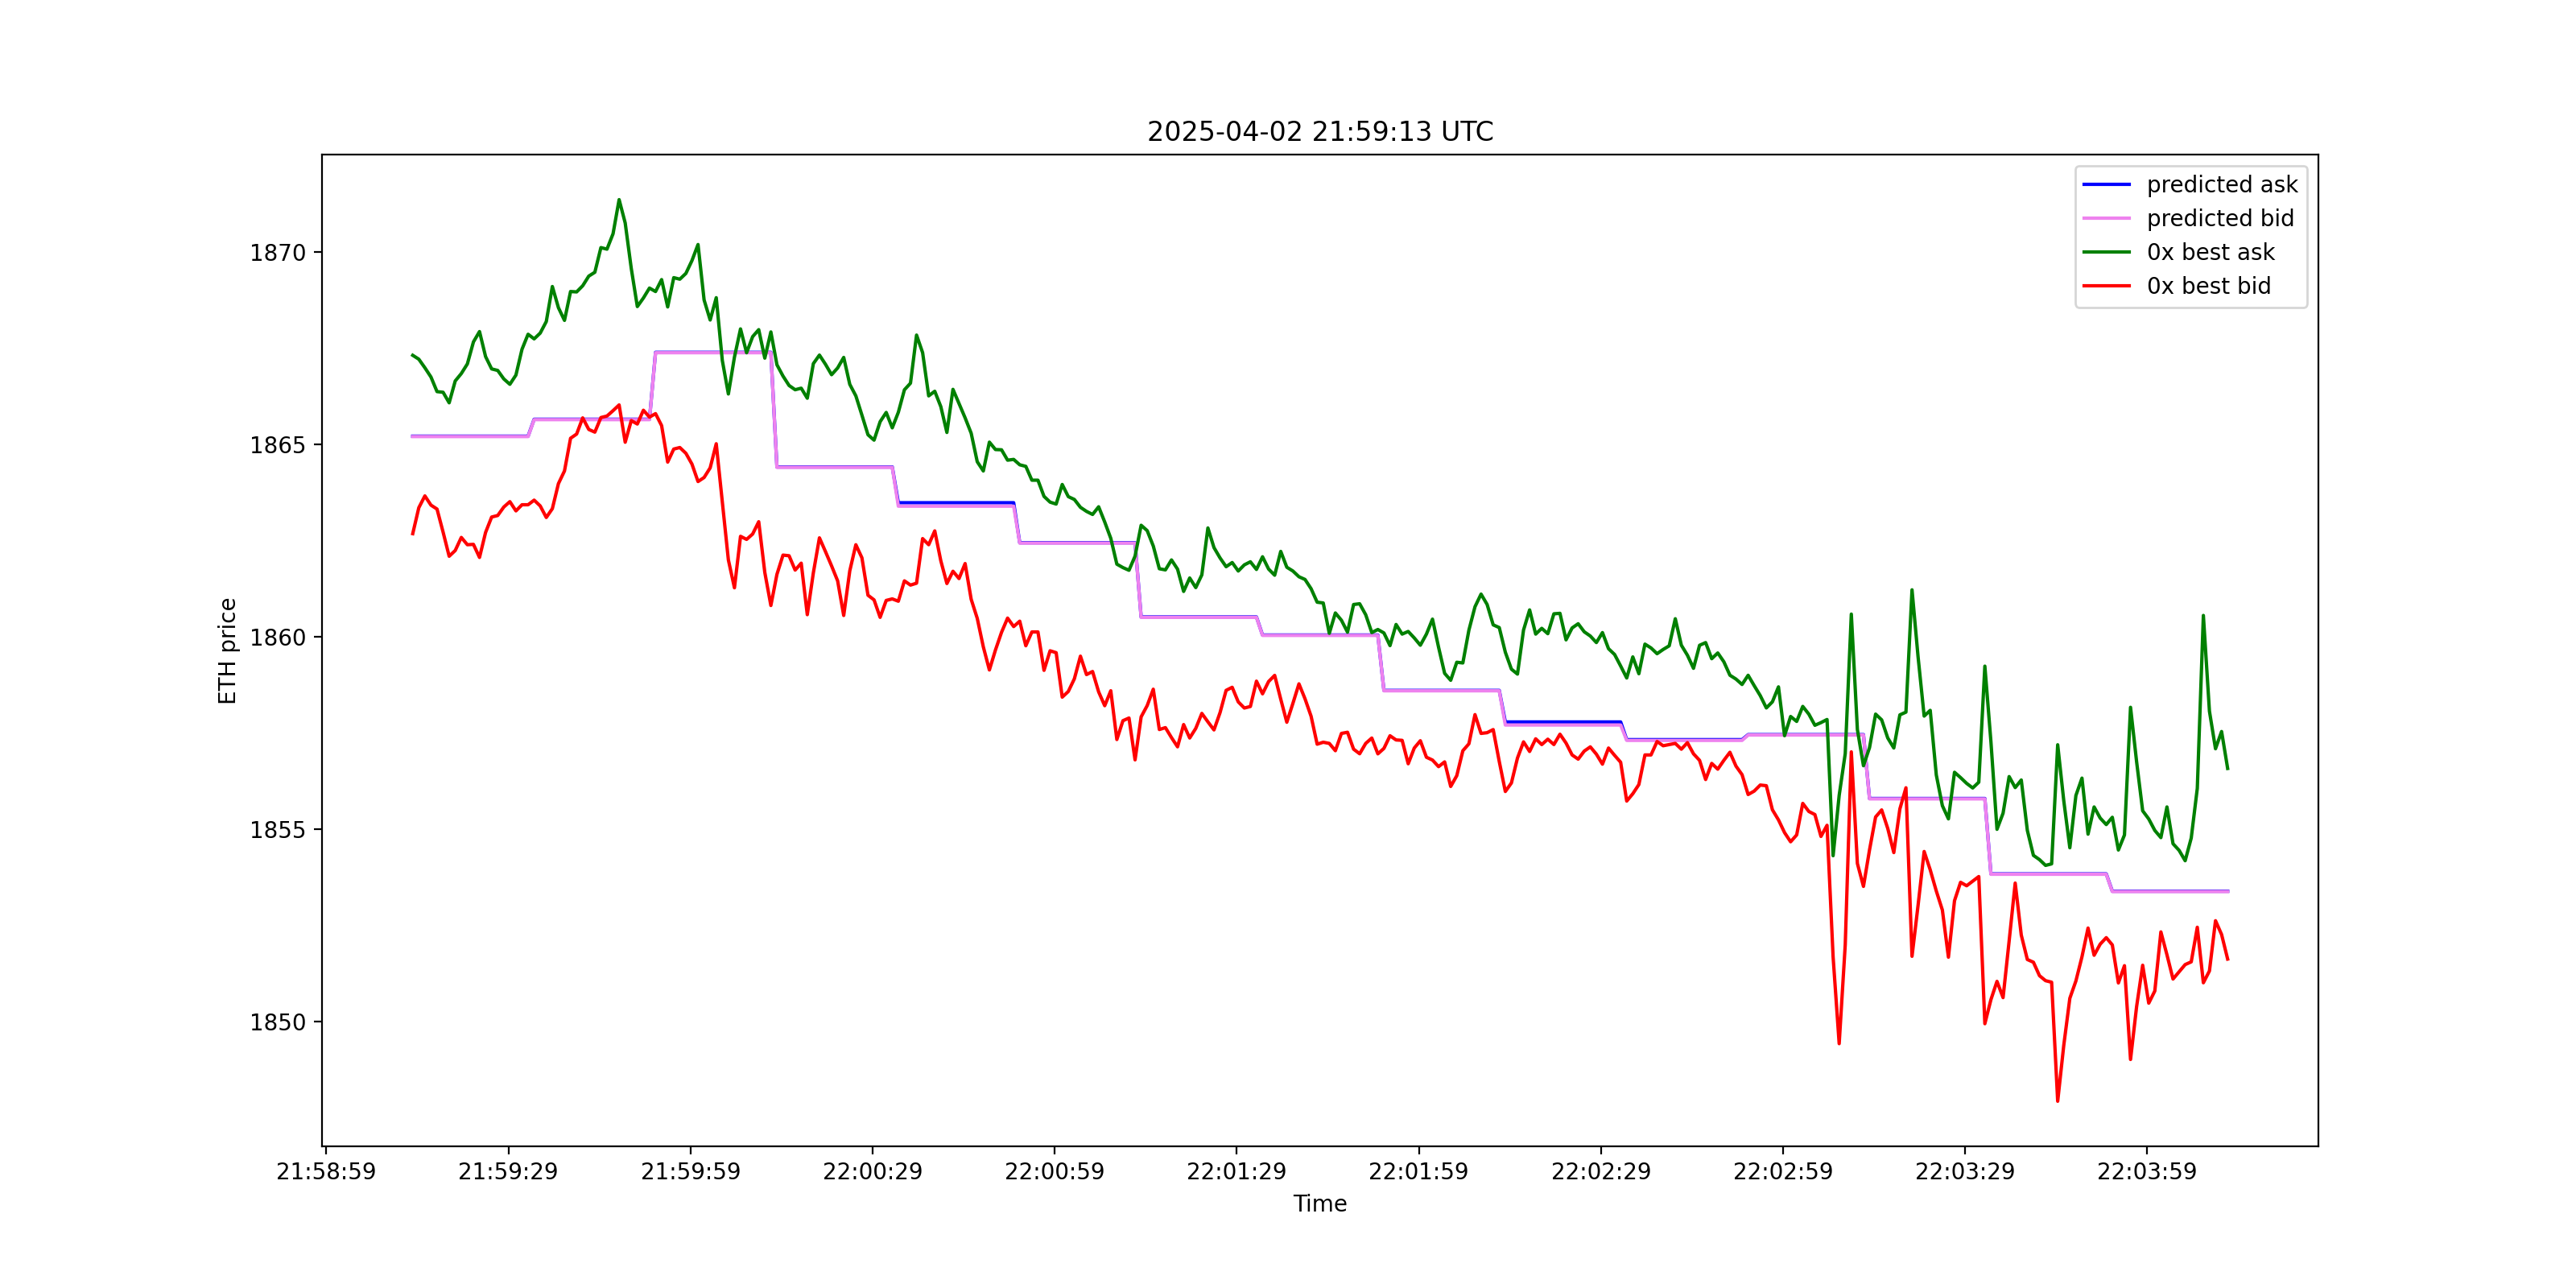 2025-04-02 21:59:13 UTC
predicted ask
predicted bid
0x best ask
0x best bid
ETH price
1870
1865
1860
1855
1850
21:58:59 21:59:29 21:59:59 22:00:29 22:00:59 22:01:29 22:01:59 22:02:29 22:02:59 22:03:29 22:03:59
Time